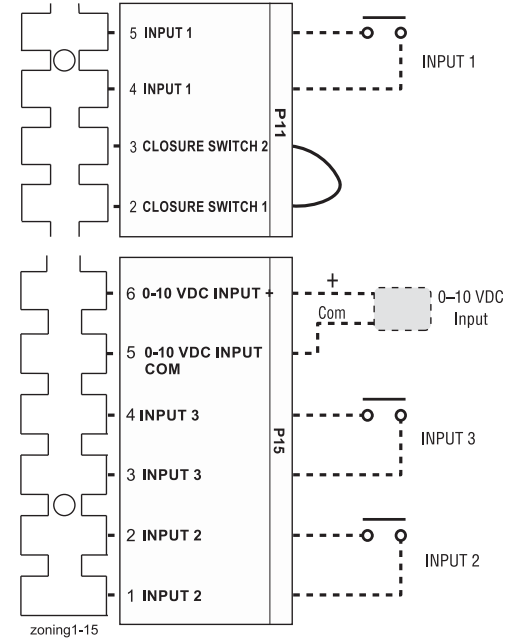 5 INPUT 1
INPUT 1
4 INPUT 1
P11
3 CLOSURE SWITCH 2
2 CLOSURE SWITCH 1
6 0-10 VDC INPUT +
+
0–10 VDC
Input
Com
5 0-10 VDC INPUT
COM
4 INPUT 3
P15
INPUT 3
3 INPUT 3
2 INPUT 2
INPUT 2
1 INPUT 2
zoning1-15